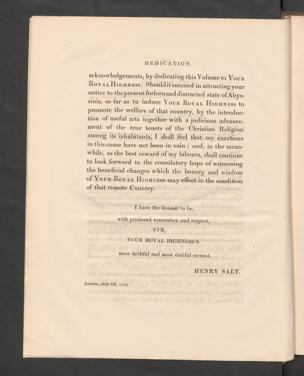 DEDICATION.
acknowledgements, by dedicating this Volume to YOUR
ROYAL HIGHNESS. Should it succeed in attracting your
notice to the present forlorn and distracted state of Abys-
sinia, so far as to induce YOUR ROYAL HIGHNESS to
promote the welfare of that country, by the introduc-
tion of useful arts together with a judicious advance-
ment of the true tenets of the Christian Religion
among its inhabitants, I shall feel that my exertions
in this cause have not been in vain; and, in the mean-
while, as the best reward of my labours, shall continue
to look forward to the consolatory hope of witnessing
the beneficial changes which the bounty and wisdom
of YOUR ROYAL HIGHNESS may effect in the condition
of that remote Country.
I have the honour to be,
with profound veneration and respect,
SIR,
YOUR ROYAL HIGHNESS'S
most faithful and most dutiful servant,
HENRY SALT.
London, July 5th, 1814.